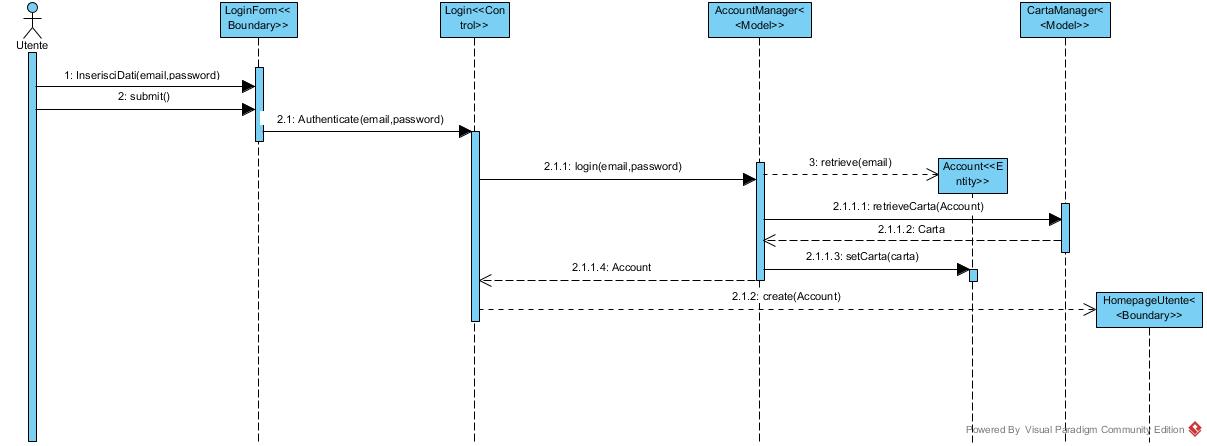 LoginForm<<
Boundary>>
Login<<Con
trol>>
AccountManager<
<Model>>
CartaManager<
<Model>>
Utente
1: InserisciDati(email,password)
2: submit()
2.1: Authenticate(email,password)
2.1.1: login(email,password)
3: retrieve(email)
Account<<E
ntity>>
2.1.1.1: retrieveCarta(Account)
2.1.1.2: Carta
2.1.1.3: setCarta(carta)
2.1.1.4: Account
2.1.2: create(Account)
HomepageUtente<
<Boundary>>
Powered By Visual Paradigm Community Edition